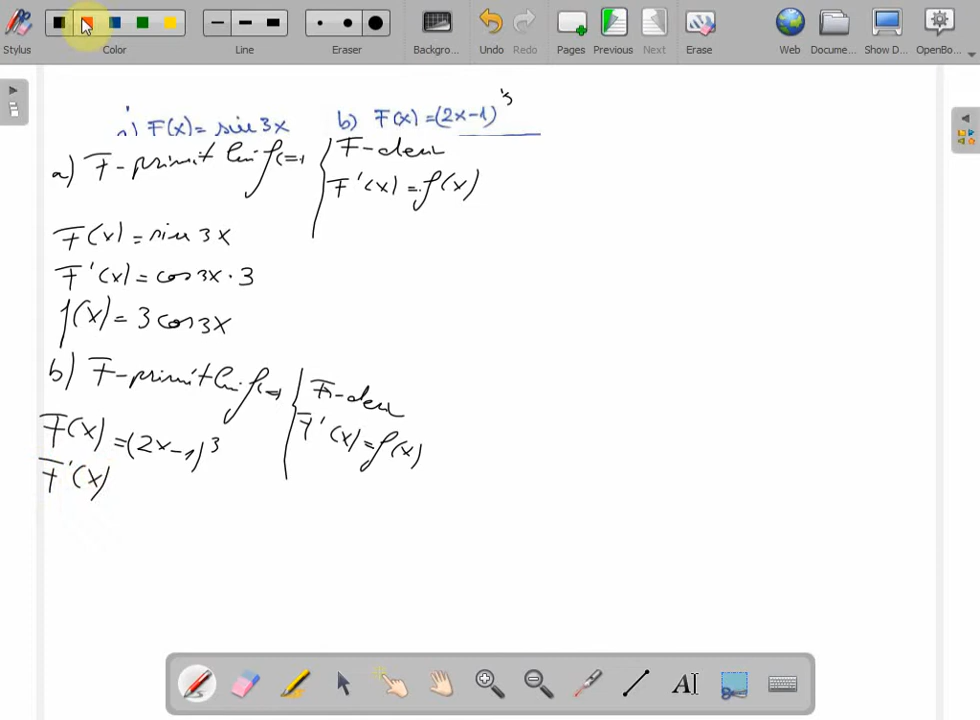 Stylus
Color
Line
Eraser
Backgro...
Undo
Redo
Pages
Previous
Next
Erase
Web
Docume...
Show D...
OpenBo...
a) F(x) = sin 3x
b) F(x) = (2x-1)³
a) F - primit lui f <=>
F - deriv
F'(x) = f(x)
F(x) = sin 3x
F'(x) = cos 3x · 3
f(x) = 3 cos 3x
b) F - primit lui f <=>
F - deriv
F'(x) = f(x)
F(x) = (2x-1)³
F'(x)